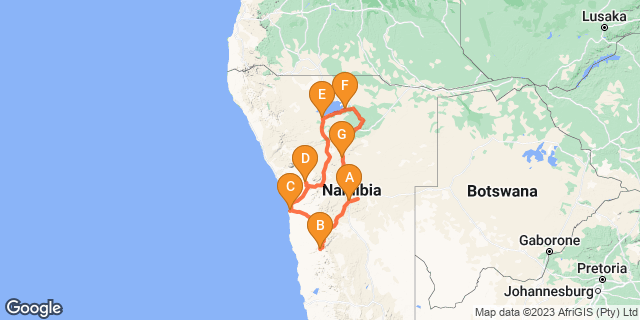 Lusaka
E
F
G
D
A
Namibia
C
Botswana
B
Gaborone
Pretoria
Johannesburg
Google
Map data ©2023 AfriGIS (Pty) Ltd